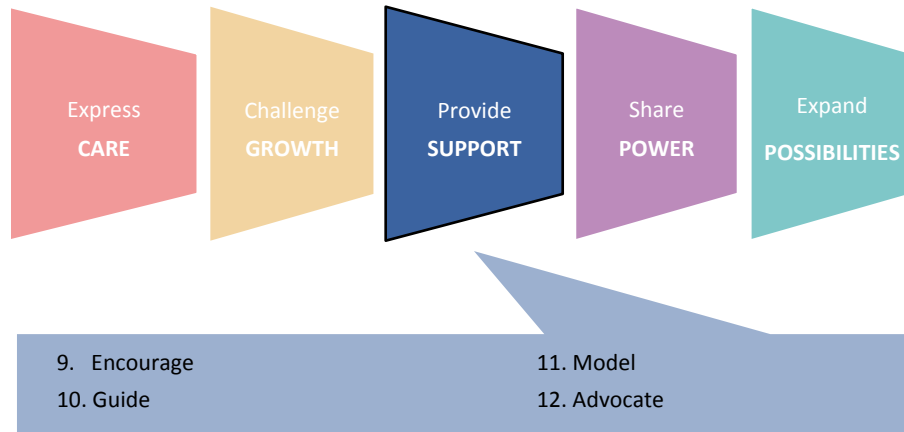 Express
CARE
Challenge
GROWTH
Provide
SUPPORT
Share
POWER
Expand
POSSIBILITIES
9. Encourage
10. Guide
11. Model
12. Advocate